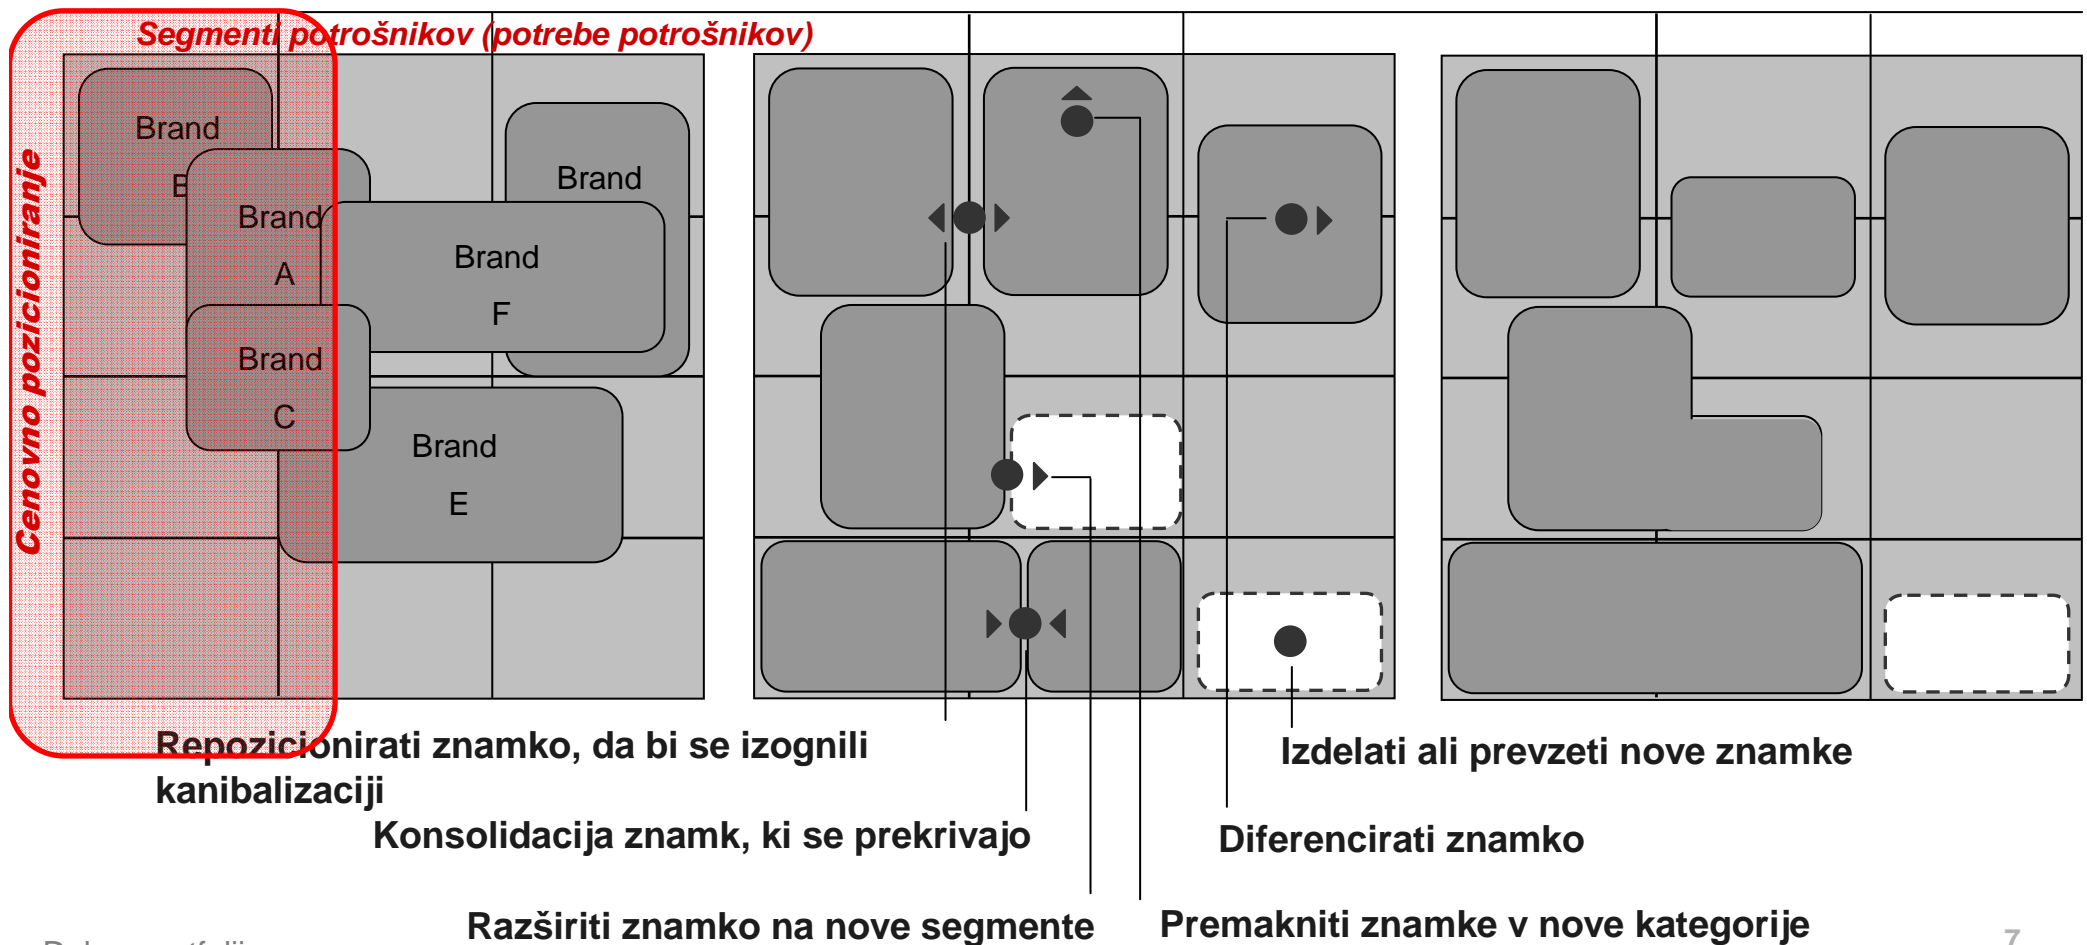 Segmenti potrošnikov (potrebe potrošnikov)
Cenovno pozicioniranje
Brand
Brand
A
Brand
C
Brand
F
Brand
Brand
E
Repozicionirati znamko, da bi se izognili
kanibalizaciji
Izdelati ali prevzeti nove znamke
Konsolidacija znamk, ki se prekrivajo
Diferencirati znamko
Razširiti znamko na nove segmente
Premakniti znamke v nove kategorije
7